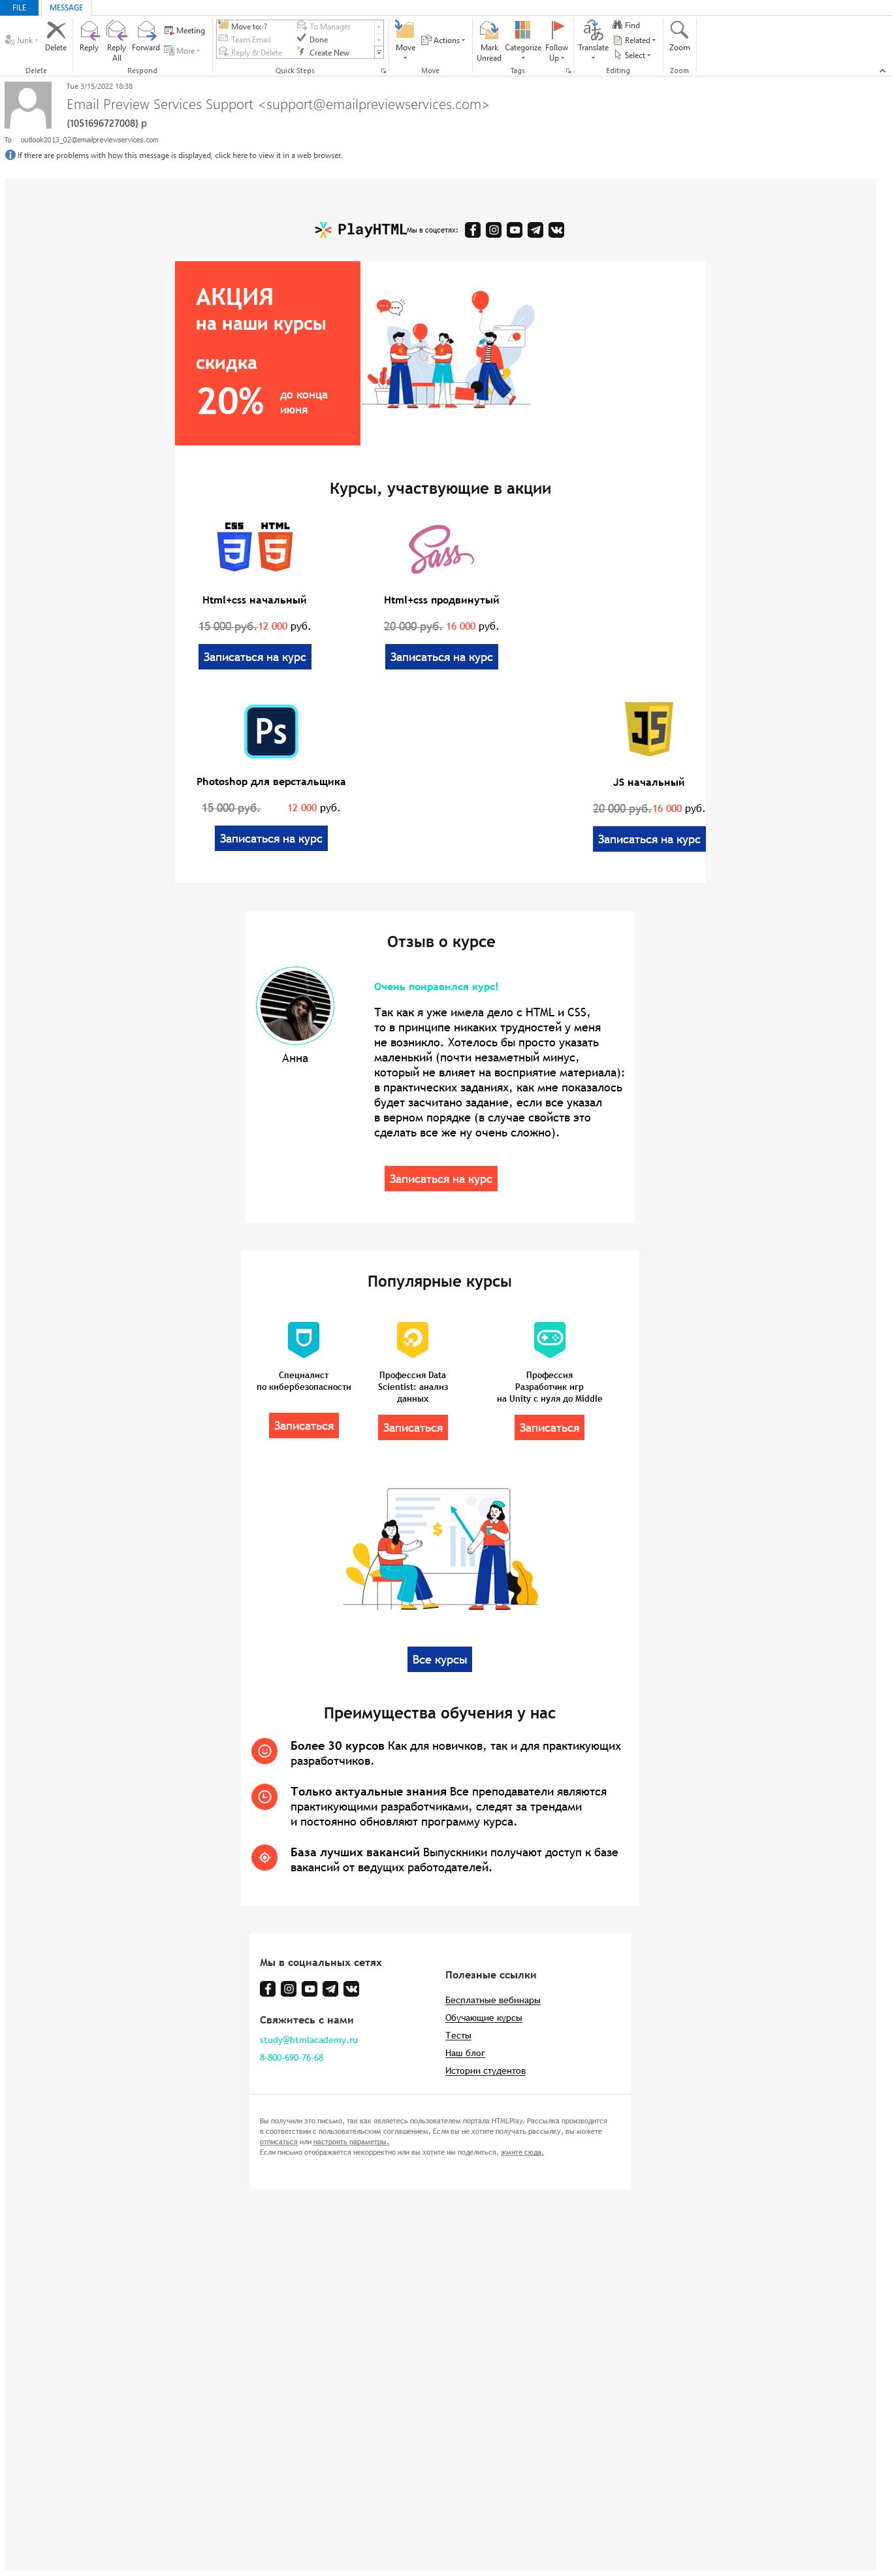 FILE MESSAGE
Junk
Delete
Reply
Reply
All
Forward
Meeting
More
Move to: ?
Team Email
Reply & Delete
To Manager
Done
Create New
Move
Actions
Mark
Unread
Categorize
Follow
Up
Translate
Find
Related
Select
Zoom
Delete Respond Quick Steps Move Tags Editing Zoom
Tue 3/15/2022 18:38
Email Preview Services Support <support@emailpreviewservices.com>
{1051696727008} p
To outlook2013_02@emailpreviewservices.com
If there are problems with how this message is displayed, click here to view it in a web browser.
PlayHTML Мы в соцсетях:
АКЦИЯ
на наши курсы
скидка
20% до конца
июня
Курсы, участвующие в акции
CSS HTML
Sass
Html+css начальный Html+css продвинутый
15 000 руб. 12 000 руб. 20 000 руб. 16 000 руб.
Записаться на курс Записаться на курс
Ps JS
Photoshop для верстальщика JS начальный
15 000 руб. 12 000 руб. 20 000 руб. 16 000 руб.
Записаться на курс Записаться на курс
Отзыв о курсе
Очень понравился курс!
Так как я уже имела дело с HTML и CSS,
то в принципе никаких трудностей у меня
не возникло. Хотелось бы просто указать
маленький (почти незаметный минус,
который не влияет на восприятие материала):
в практических заданиях, как мне показалось
будет засчитано задание, если все указал
в верном порядке (в случае свойств это
сделать все же ну очень сложно).
Анна
Записаться на курс
Популярные курсы
Специалист
по кибербезопасности
Записаться
Профессия Data
Scientist: анализ
данных
Записаться
Профессия
Разработчик игр
на Unity с нуля до Middle
Записаться
$
Все курсы
Преимущества обучения у нас
Более 30 курсов Как для новичков, так и для практикующих
разработчиков.
Только актуальные знания Все преподаватели являются
практикующими разработчиками, следят за трендами
и постоянно обновляют программу курса.
База лучших вакансий Выпускники получают доступ к базе
вакансий от ведущих работодателей.
Мы в социальных сетях
Свяжитесь с нами
study@htmlacademy.ru
8-800-690-76-68
Полезные ссылки
Бесплатные вебинары
Обучающие курсы
Тесты
Наш блог
Истории студентов
Вы получили это письмо, так как являетесь пользователем портала HTMLPlay. Рассылка производится
в соответствии с пользовательским соглашением. Если вы не хотите получать рассылку, вы можете
отписаться или настроить параметры.
Если письмо отображается некорректно или вы хотите им поделиться, жмите сюда.